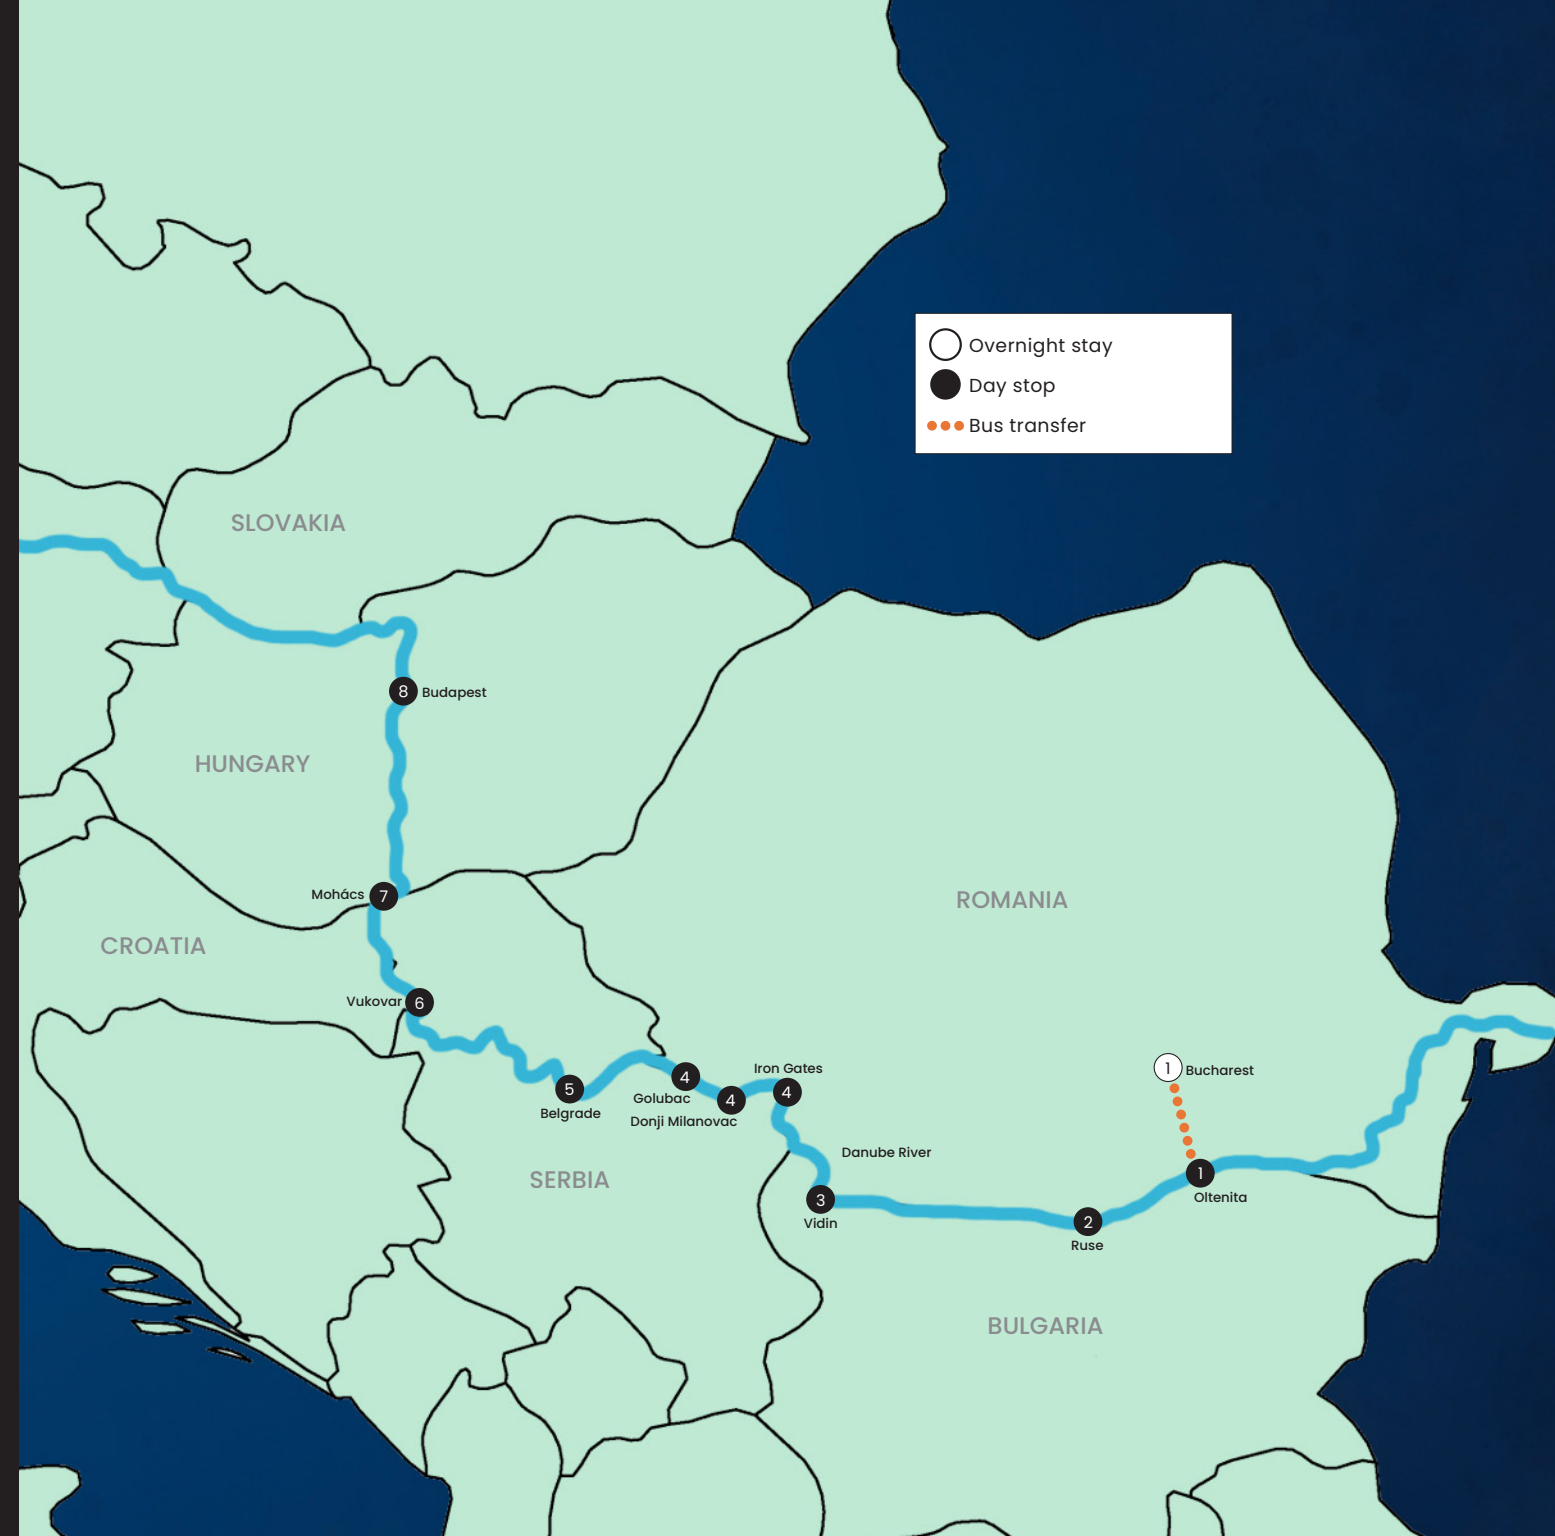 Overnight stay
Day stop
Bus transfer
SLOVAKIA
8 Budapest
HUNGARY
Mohács 7
ROMANIA
CROATIA
Vukovar 6
1 Bucharest
Iron Gates
4
4
4
5
Golubac
Belgrade
Donji Milanovac
Danube River
1
SERBIA
Oltenita
3
Vidin
2
Ruse
BULGARIA